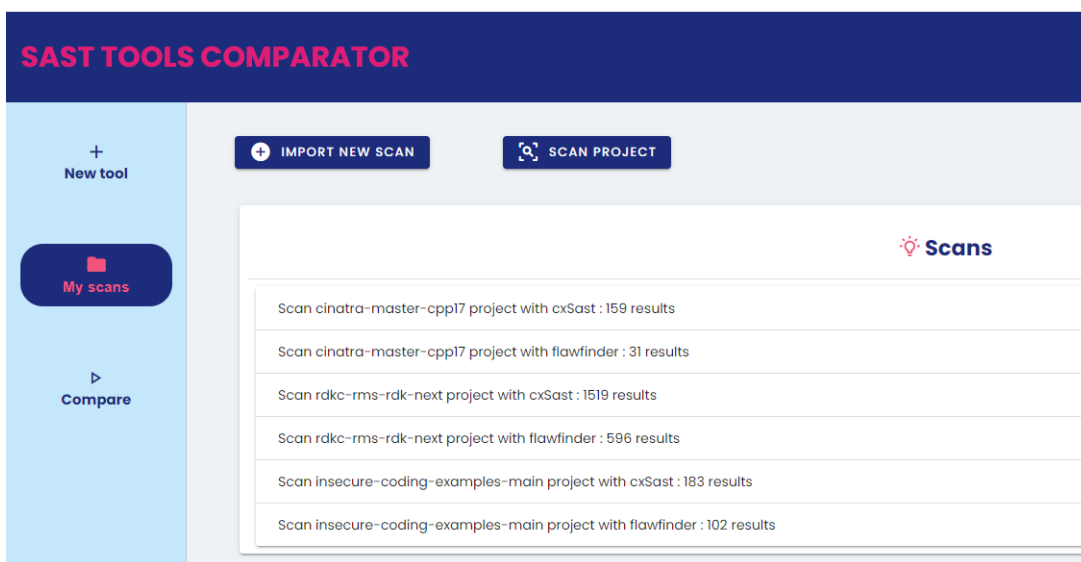 SAST TOOLS COMPARATOR
New tool
My scans
Compare
IMPORT NEW SCAN
SCAN PROJECT
Scans
Scan cinatra-master-cpp17 project with cxSast : 159 results
Scan cinatra-master-cpp17 project with flawfinder : 31 results
Scan rdkc-rms-rdk-next project with cxSast : 1519 results
Scan rdkc-rms-rdk-next project with flawfinder : 596 results
Scan insecure-coding-examples-main project with cxSast : 183 results
Scan insecure-coding-examples-main project with flawfinder : 102 results